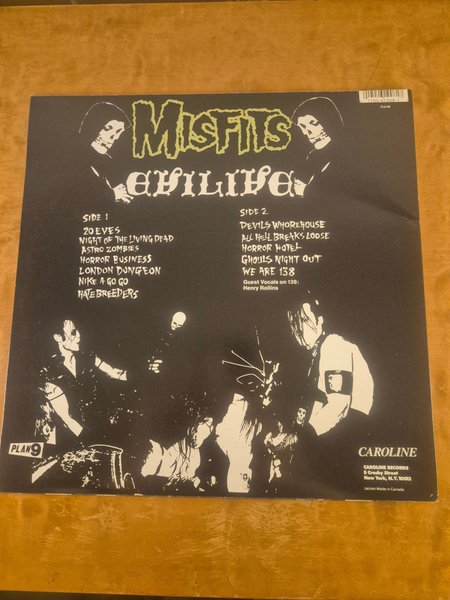 MISFITS
EVILIVE
SIDE 1
20 EYES
NIGHT OF THE LIVING DEAD
ASTRO ZOMBIES
HORROR BUSINESS
LONDON DUNGEON
NIKE A GO GO
HATEBREEDERS
SIDE 2
DEVILS WHOREHOUSE
ALL HELL BREAKS LOOSE
HORROR HOTEL
GHOULS NIGHT OUT
WE ARE 138
Guest Vocals on 138:
Henry Rollins
PLAN 9
CAROLINE
CAROLINE RECORDS
5 Crosby Street
New York, N.Y. 10013
Jacket Made in Canada